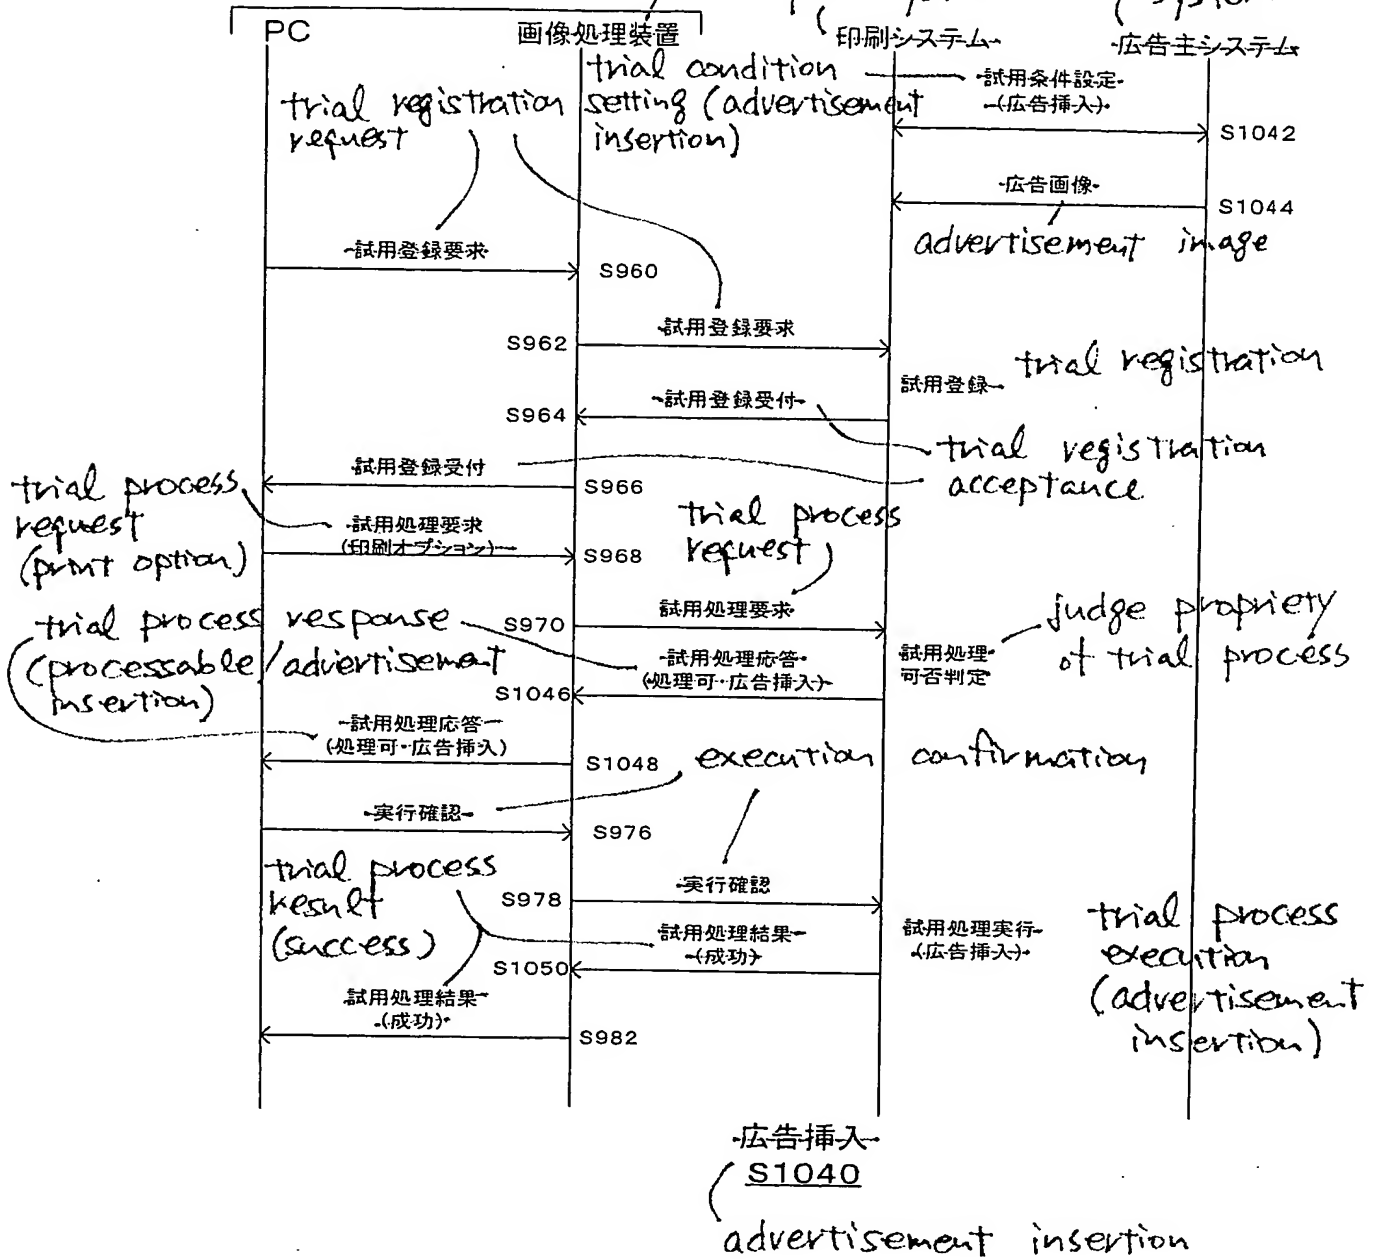 system
PC
画像処理装置
印刷システム
広告主システム
trial condition
setting (advertisement
insertion)
試用条件設定
(広告挿入)
S1042
trial registration
request
広告画像
S1044
advertisement image
試用登録要求
S960
試用登録要求
S962
試用登録
trial registration
試用登録受付
S964
trial registration
acceptance
試用登録受付
S966
trial process
request
(print option)
試用処理要求
(印刷オプション)
S968
trial process
request
試用処理要求
S970
judge propriety
of trial process
試用処理
可否判定
trial process response
(processable/advertisement
insertion)
試用処理応答
(処理可・広告挿入)
S1046
試用処理応答
(処理可・広告挿入)
S1048
execution confirmation
実行確認
S976
trial process
result
(success)
実行確認
S978
試用処理実行
(広告挿入)
trial process
execution
(advertisement
insertion)
試用処理結果
(成功)
S1050
試用処理結果
(成功)
S982
広告挿入
S1040
advertisement insertion